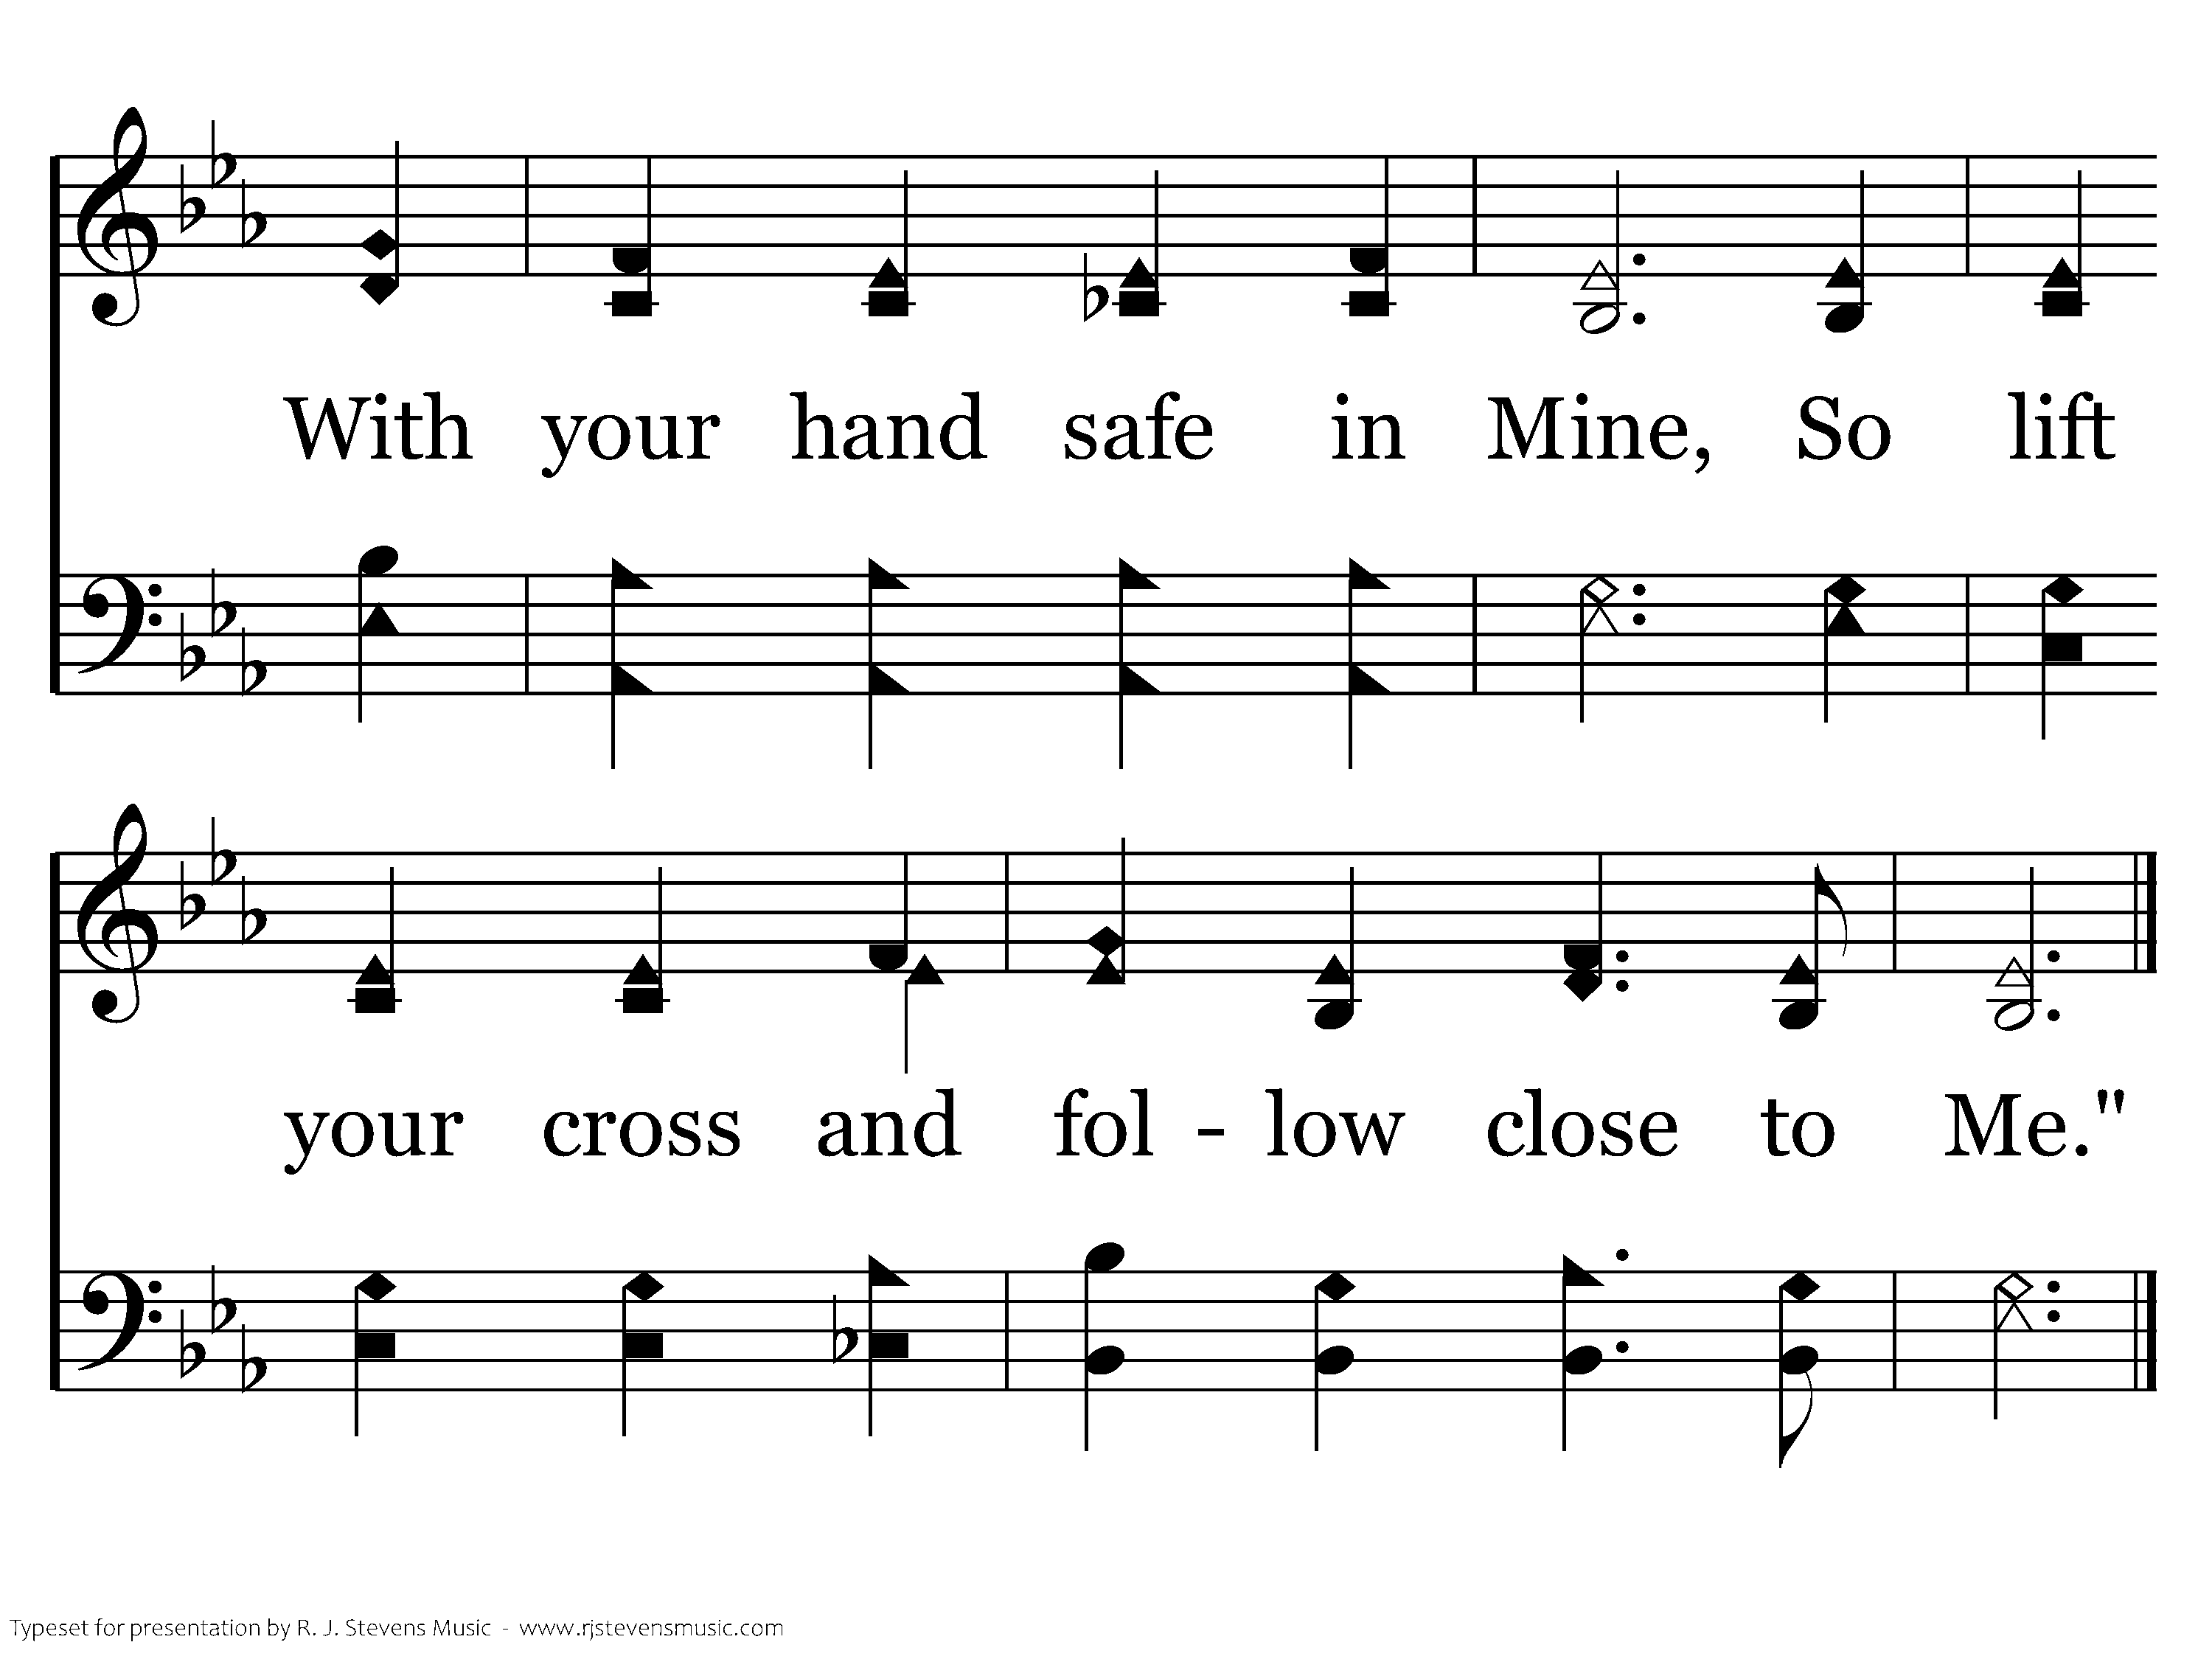 With your hand safe in Mine, So lift
your cross and fol - low close to Me."
Typeset for presentation by R. J. Stevens Music - www.rjstevensmusic.com